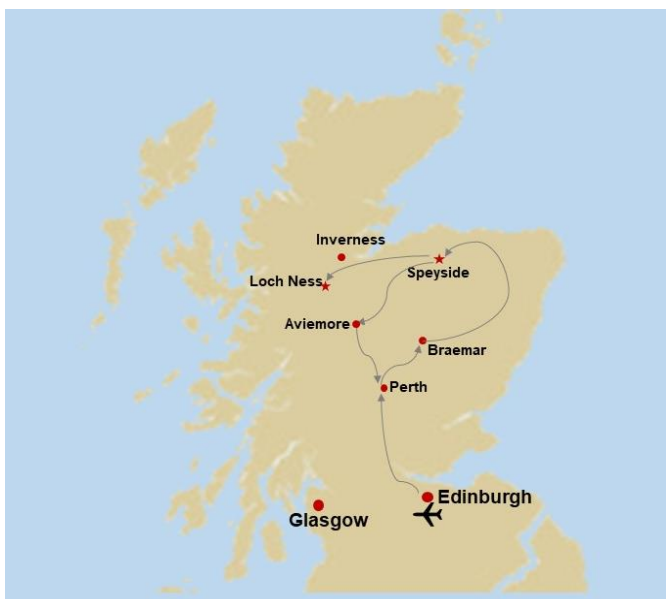 Inverness
Speyside
Loch Ness
Aviemore
Braemar
Perth
Edinburgh
Glasgow